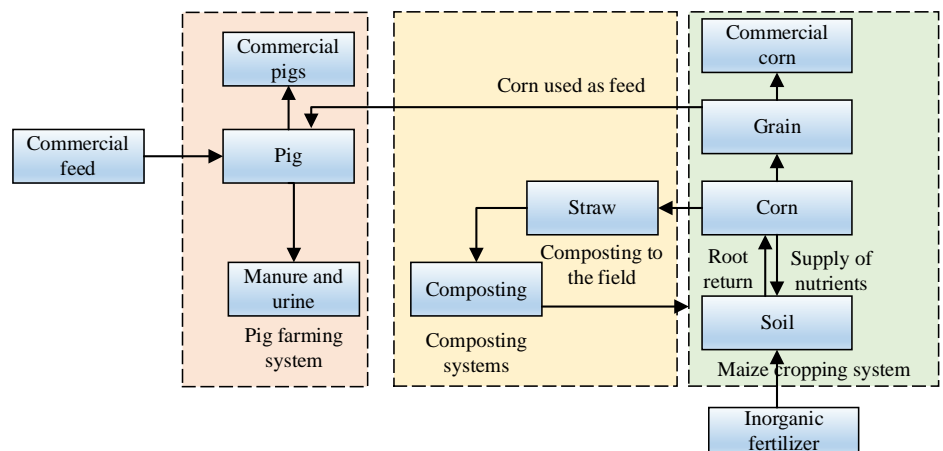 Commercial
pigs
Commercial
corn
Corn used as feed
Commercial
feed
Pig
Grain
Straw
Corn
Composting to
the field
Root
return
Supply of
nutrients
Manure and
urine
Composting
Soil
Pig farming
system
Composting
systems
Maize cropping system
Inorganic
fertilizer